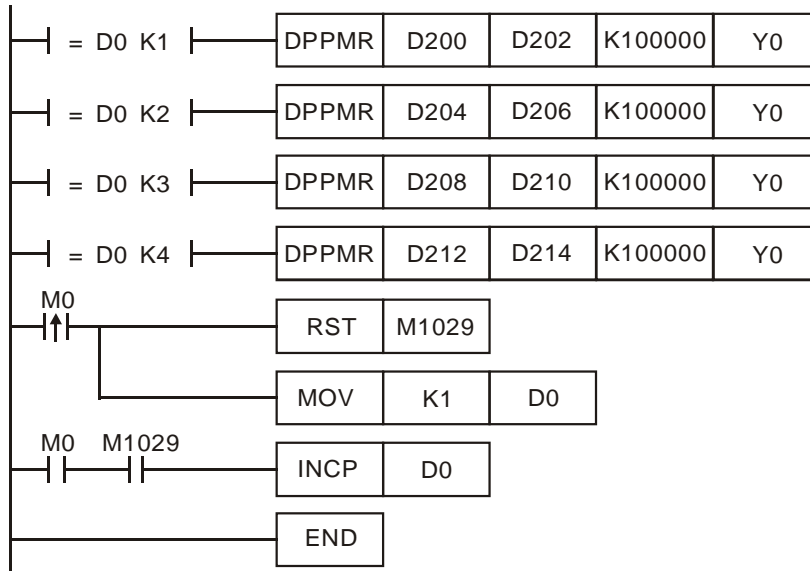 = D0 K1 DPPMR D200 D202 K100000 Y0
= D0 K2 DPPMR D204 D206 K100000 Y0
= D0 K3 DPPMR D208 D210 K100000 Y0
= D0 K4 DPPMR D212 D214 K100000 Y0
M0
RST M1029
MOV K1 D0
M0 M1029
INCP D0
END